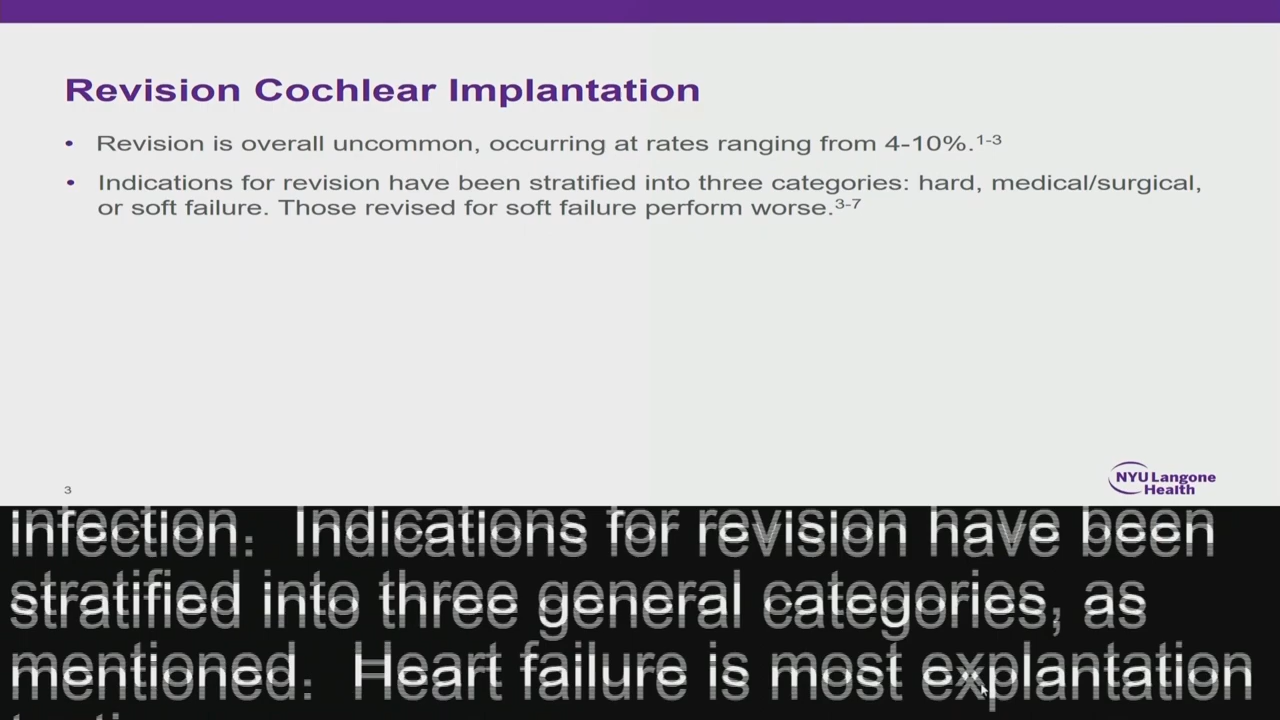 Revision Cochlear Implantation
• Revision is overall uncommon, occurring at rates ranging from 4-10%.1-3
• Indications for revision have been stratified into three categories: hard, medical/surgical,
or soft failure. Those revised for soft failure perform worse.3-7
3
NYU Langone
Health
infection. Indications for revision have been
stratified into three general categories, as
mentioned. Heart failure is most explantation